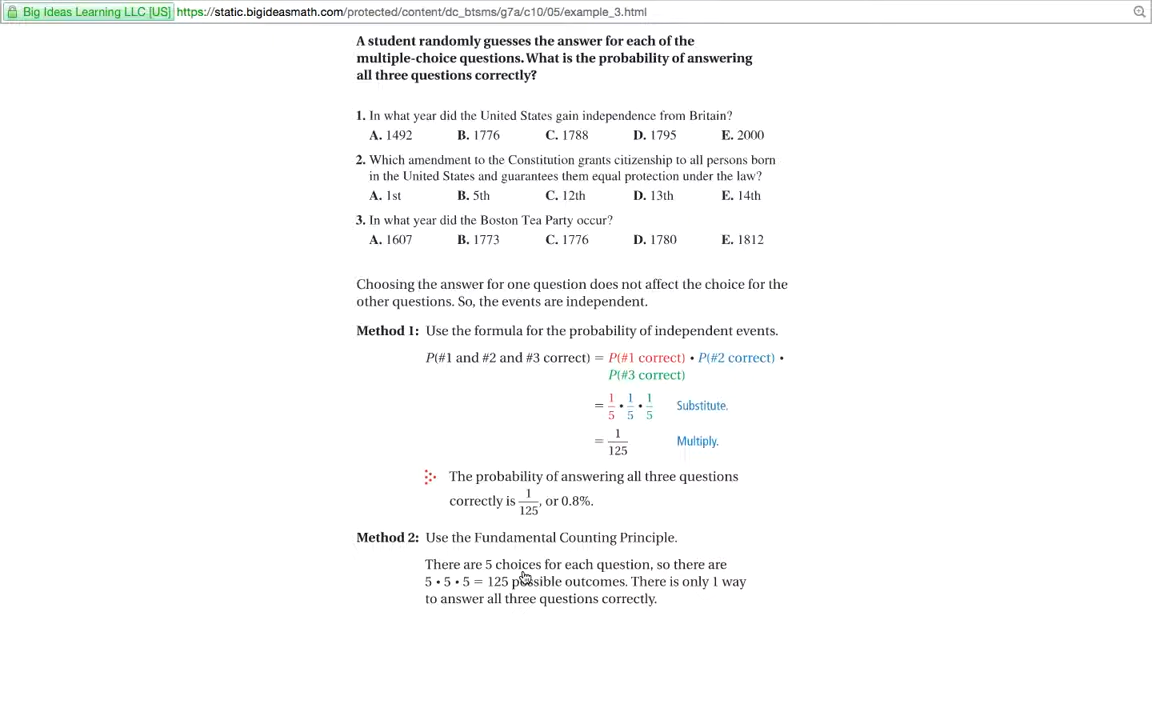 Big Ideas Learning LLC [US] https://static.bigideasmath.com/protected/content/dc_btsms/g7a/c10/05/example_3.html
A student randomly guesses the answer for each of the
multiple-choice questions. What is the probability of answering
all three questions correctly?
1. In what year did the United States gain independence from Britain?
A. 1492 B. 1776 C. 1788 D. 1795 E. 2000
2. Which amendment to the Constitution grants citizenship to all persons born
in the United States and guarantees them equal protection under the law?
A. 1st B. 5th C. 12th D. 13th E. 14th
3. In what year did the Boston Tea Party occur?
A. 1607 B. 1773 C. 1776 D. 1780 E. 1812
Choosing the answer for one question does not affect the choice for the
other questions. So, the events are independent.
Method 1: Use the formula for the probability of independent events.
P(#1 and #2 and #3 correct) = P(#1 correct) • P(#2 correct) •
P(#3 correct)
= 1/5 • 1/5 • 1/5 Substitute.
= 1/125 Multiply.
The probability of answering all three questions
correctly is 1/125, or 0.8%.
Method 2: Use the Fundamental Counting Principle.
There are 5 choices for each question, so there are
5 • 5 • 5 = 125 possible outcomes. There is only 1 way
to answer all three questions correctly.